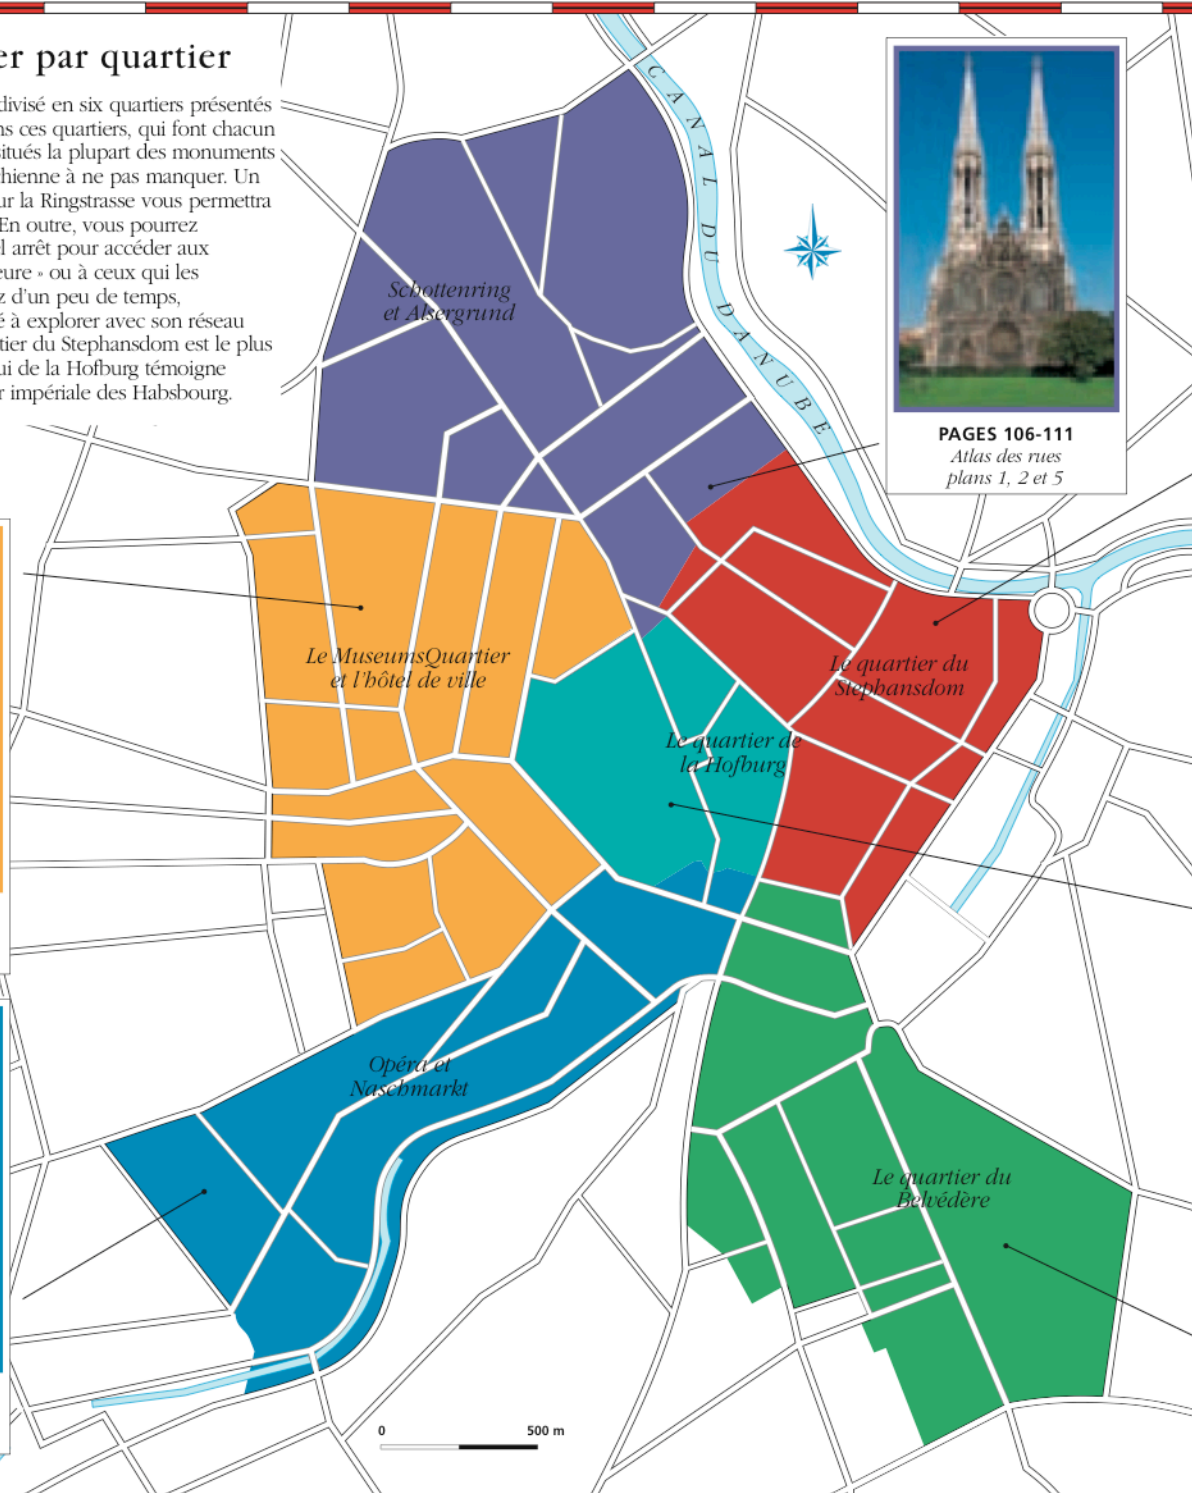 er par quartier
divisé en six quartiers présentés
ns ces quartiers, qui font chacun
situés la plupart des monuments
chienne à ne pas manquer. Un
ur la Ringstrasse vous permettra
En outre, vous pourrez
el arrêt pour accéder aux
eure » ou à ceux qui les
z d'un peu de temps,
é à explorer avec son réseau
tier du Stephansdom est le plus
ui de la Hofburg témoigne
r impériale des Habsbourg.
CANAL DU DANUBE
PAGES 106-111
Atlas des rues
plans 1, 2 et 5
Schottenring
et Alsergrund
Le MuseumsQuartier
et l'hôtel de ville
Le quartier du
Stephansdom
Le quartier de
la Hofburg
Opéra et
Naschmarkt
Le quartier du
Belvédère
0 500 m